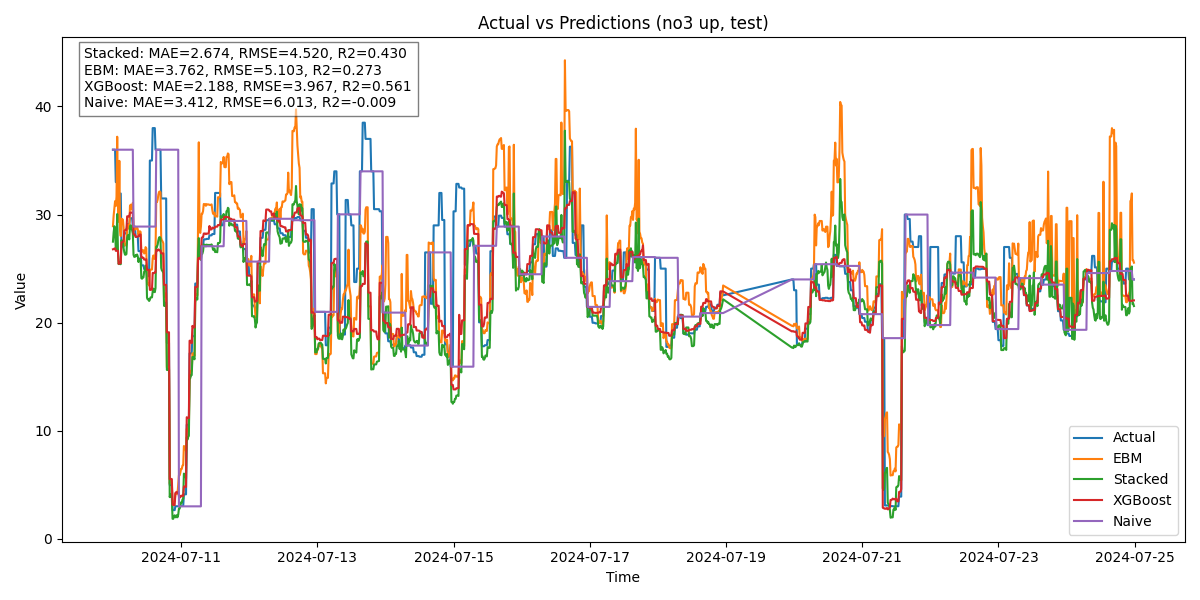 Actual vs Predictions (no3 up, test)
Stacked: MAE=2.674, RMSE=4.520, R2=0.430
EBM: MAE=3.762, RMSE=5.103, R2=0.273
XGBoost: MAE=2.188, RMSE=3.967, R2=0.561
Naive: MAE=3.412, RMSE=6.013, R2=-0.009
Value
40
30
20
10
0
Actual
EBM
Stacked
XGBoost
Naive
2024-07-11
2024-07-13
2024-07-15
2024-07-17
2024-07-19
2024-07-21
2024-07-23
2024-07-25
Time